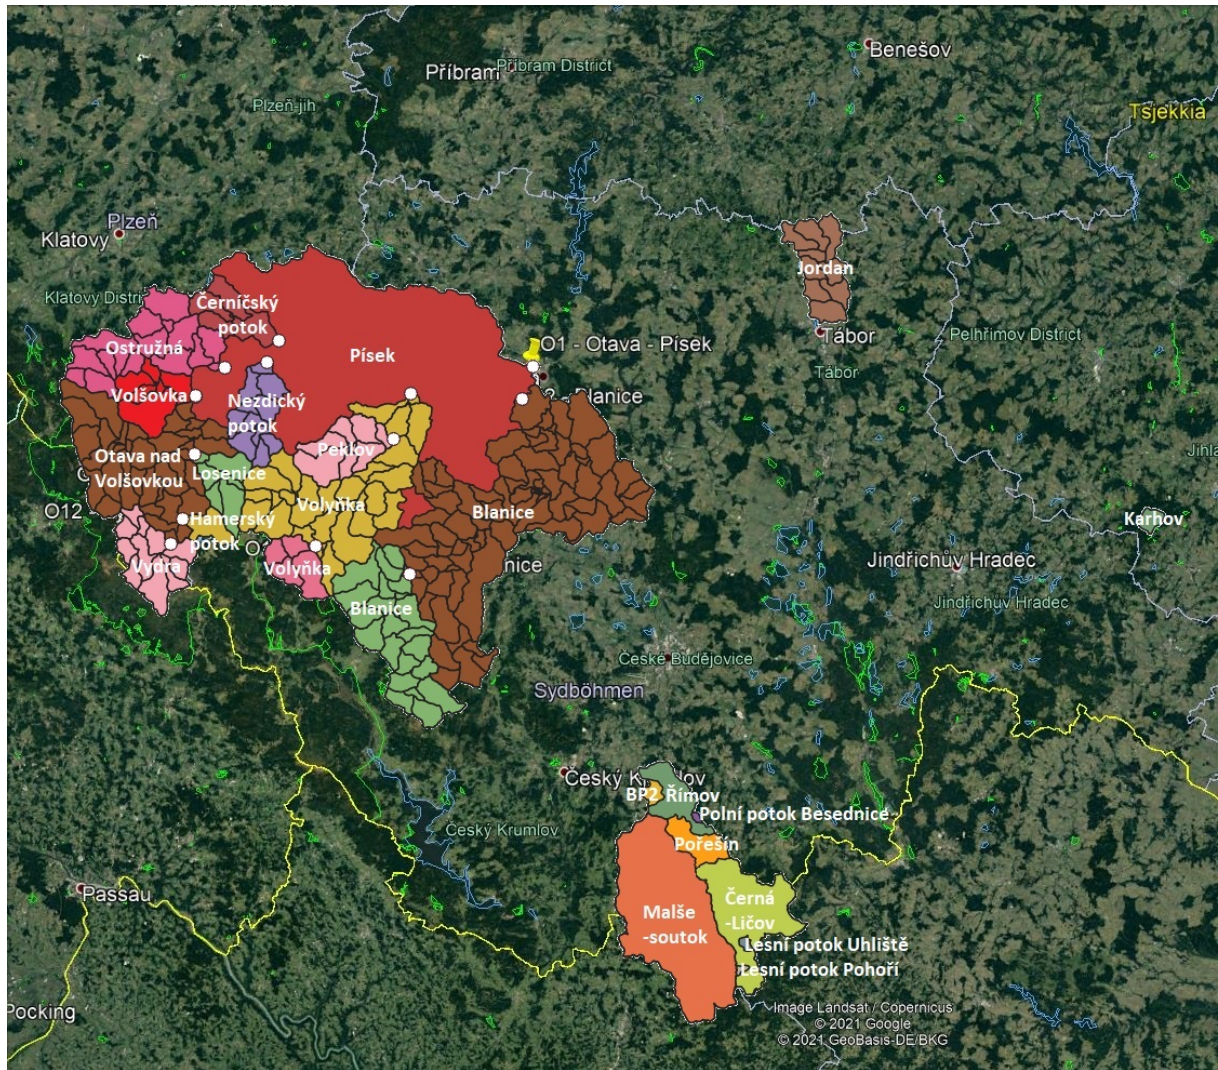 Benešov
Příbram
Příbram District
Plzeň-jih
Tsjekkia
Plzeň
Klatovy
Jordan
Klatovy Distri
Černíčský
potok
Ostružná
Písek
O1 - Otava - Písek
Tábor
Pelhřimov District
Tábor
Volšovka
Nezdický
potok
Blanice
Peklov
Otava nad
Volšovkou
Losenice
Jihla
O12
Volyňka
Blanice
Hamerský
potok
Karhov
O
Vydra
Volyňka
nice
Jindřichův Hradec
Blanice
Jindřichův Hradec
České Budějovice
Sydböhmen
Český K
lov
BP2
Římov
Polní potok Besednice
Český Krumlov
Pořešín
Passau
Černá
-Ličov
Malše
-soutok
Lesní potok Uhliště
Lesní potok Pohoří
Pocking
Image Landsat / Copernicus
© 2021 Google
© 2021 GeoBasis-DE/BKG